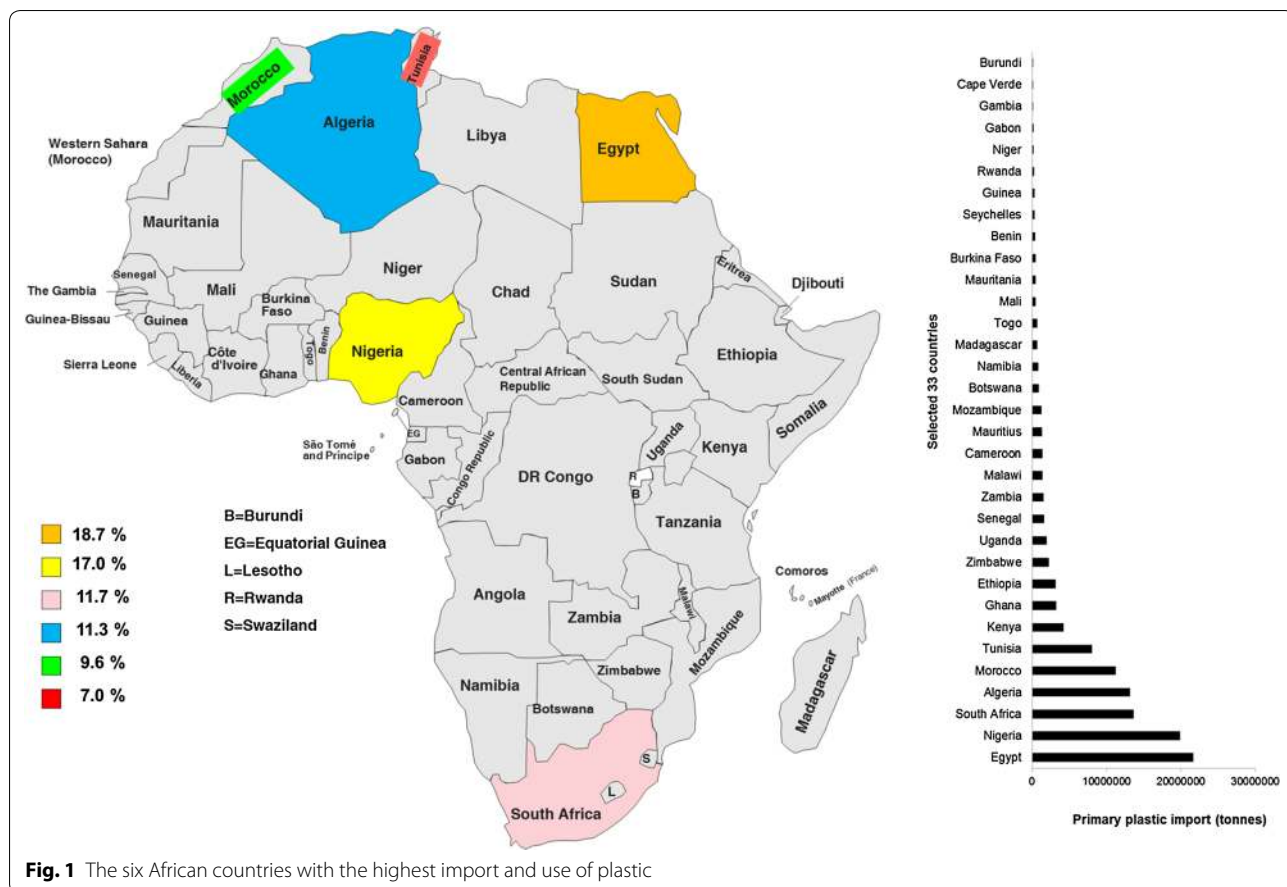 Morocco
Tunisia
Algeria
Libya
Egypt
Western Sahara
(Morocco)
Mauritania
Niger
Mali
Chad
Sudan
Eritrea
Djibouti
Senegal
The Gambia
Guinea-Bissau
Guinea
Burkina
Faso
Benin
Togo
Sierra Leone
Liberia
Côte
d'Ivoire
Ghana
Nigeria
Ethiopia
Central African
Republic
South Sudan
Cameroon
Somalia
São Tomé
and Príncipe
EG
Gabon
Congo Republic
Uganda
Kenya
DR Congo
R
B
Tanzania
Comoros
Mayotte (France)
Angola
Zambia
Malawi
Mozambique
Zimbabwe
Madagascar
Namibia
Botswana
S
L
South Africa
18.7 %
17.0 %
11.7 %
11.3 %
9.6 %
7.0 %
B=Burundi
EG=Equatorial Guinea
L=Lesotho
R=Rwanda
S=Swaziland
Selected 33 countries
Burundi
Cape Verde
Gambia
Gabon
Niger
Rwanda
Guinea
Seychelles
Benin
Burkina Faso
Mauritania
Mali
Togo
Madagascar
Namibia
Botswana
Mozambique
Mauritius
Cameroon
Malawi
Zambia
Senegal
Uganda
Zimbabwe
Ethiopia
Ghana
Kenya
Tunisia
Morocco
Algeria
South Africa
Nigeria
Egypt
0 10000000 20000000 30000000
Primary plastic import (tonnes)
Fig. 1 The six African countries with the highest import and use of plastic